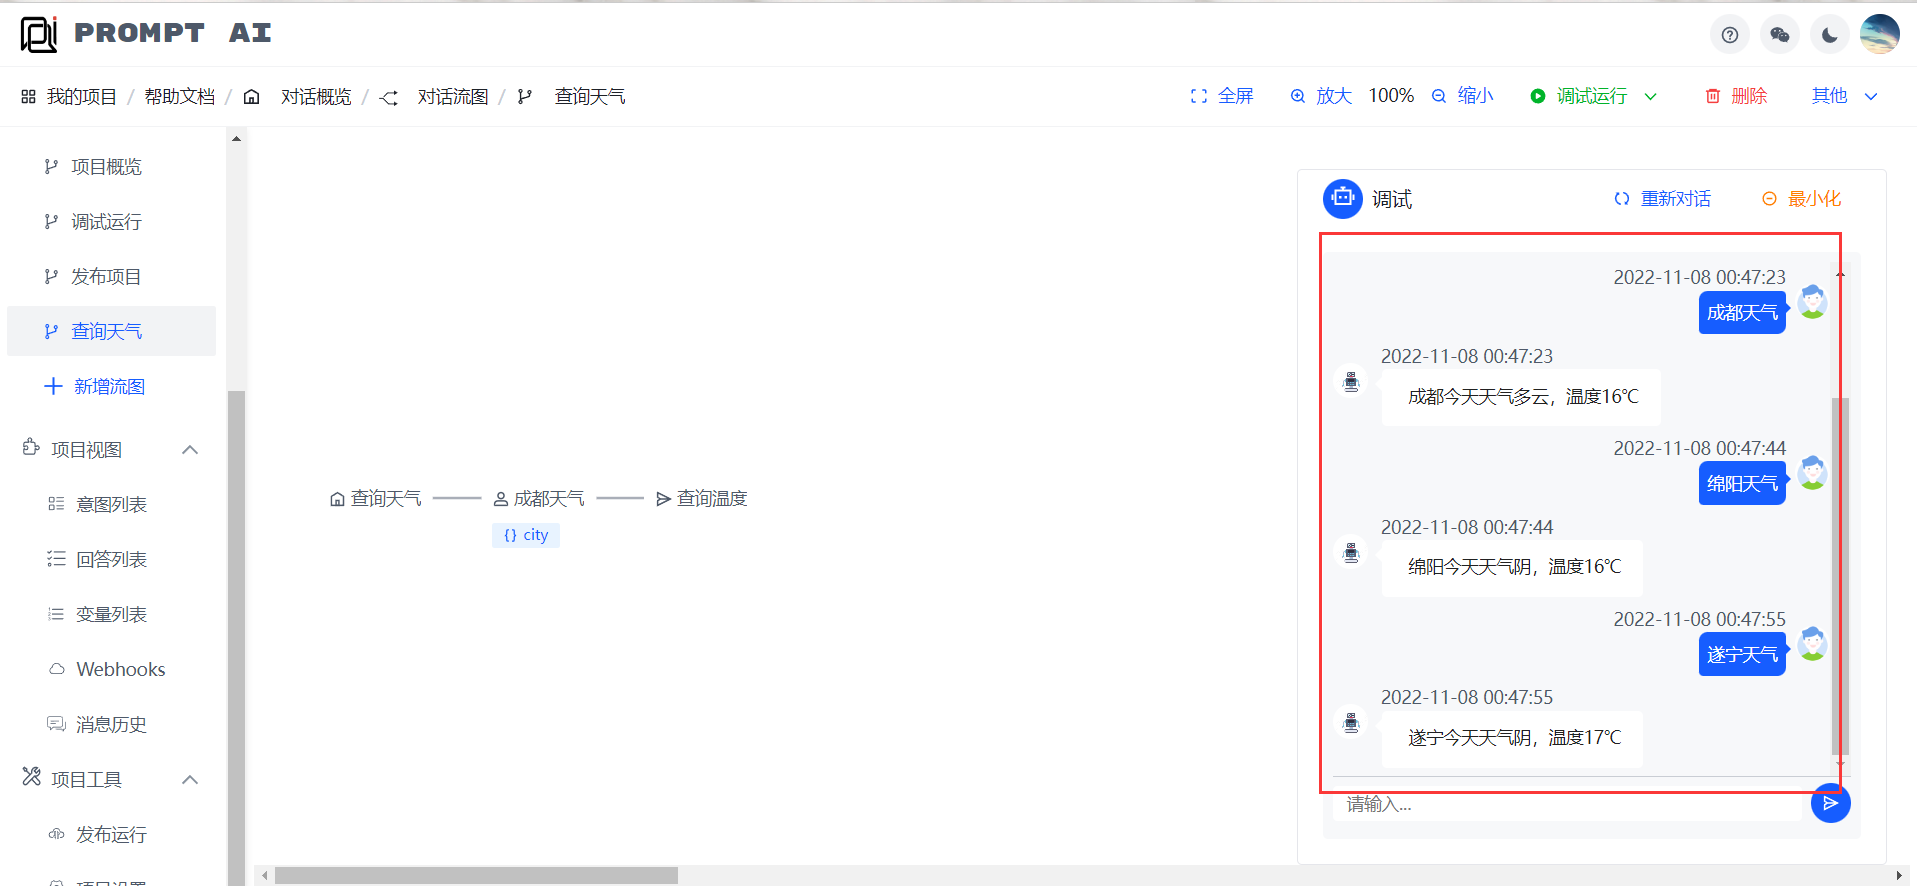 PROMPT AI
我的项目 / 帮助文档 / 对话概览 / 对话流图 / 查询天气
全屏 放大 100% 缩小 调试运行 删除 其他
项目概览
调试运行
发布项目
查询天气
新增流图
项目视图
意图列表
回答列表
变量列表
Webhooks
消息历史
项目工具
发布运行
项目设置
查询天气 成都天气 查询温度
{} city
调试 重新对话 最小化
2022-11-08 00:47:23
成都天气
2022-11-08 00:47:23
成都今天天气多云，温度16℃
2022-11-08 00:47:44
绵阳天气
2022-11-08 00:47:44
绵阳今天天气阴，温度16℃
2022-11-08 00:47:55
遂宁天气
2022-11-08 00:47:55
遂宁今天天气阴，温度17℃
请输入...